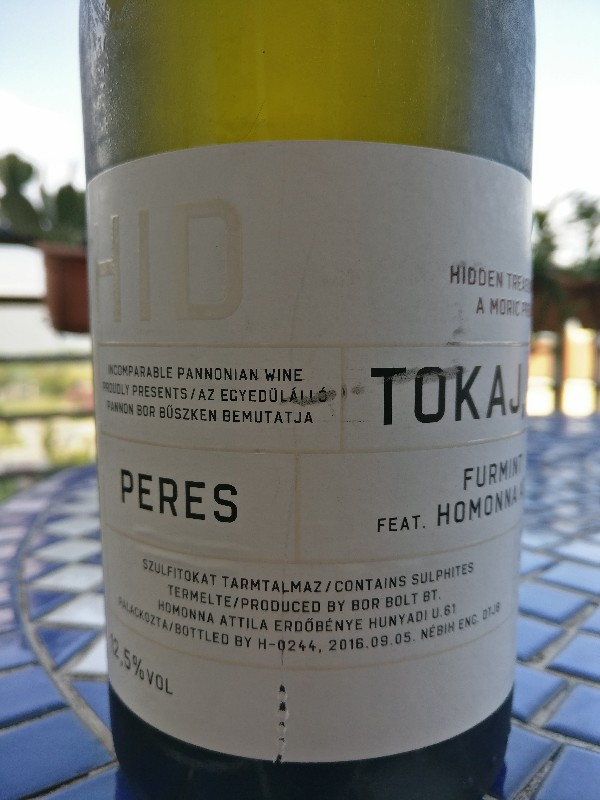 HID
HIDDEN
A MORIC
INCOMPARABLE PANNONIAN WINE
PROUDLY PRESENTS/AZ EGYEDÜLÁLLÓ
PANNON BOR BÜSZKEN BEMUTATJA
TOKAJ,
PERES
FURMINT
FEAT. HOMONNA
SZULFITOKAT TARMTALMAZ/CONTAINS SULPHITES
TERMELTE/PRODUCED BY BOR BOLT BT.
HOMONNA ATTILA ERDŐBÉNYE HUNYADI U.61
PALACKOZTA/BOTTLED BY H-0244, 2016.09.05. NÉBIH ENG. 01J6
12,5%VOL